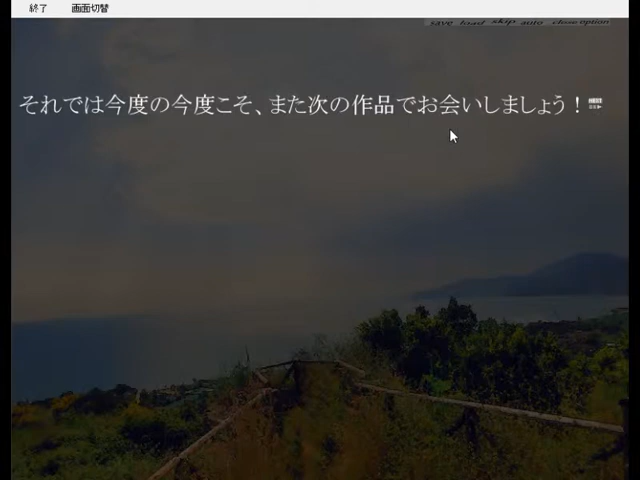 終了 画面切替
save load skip auto close option
それでは今度の今度こそ、また次の作品でお会いしましょう！